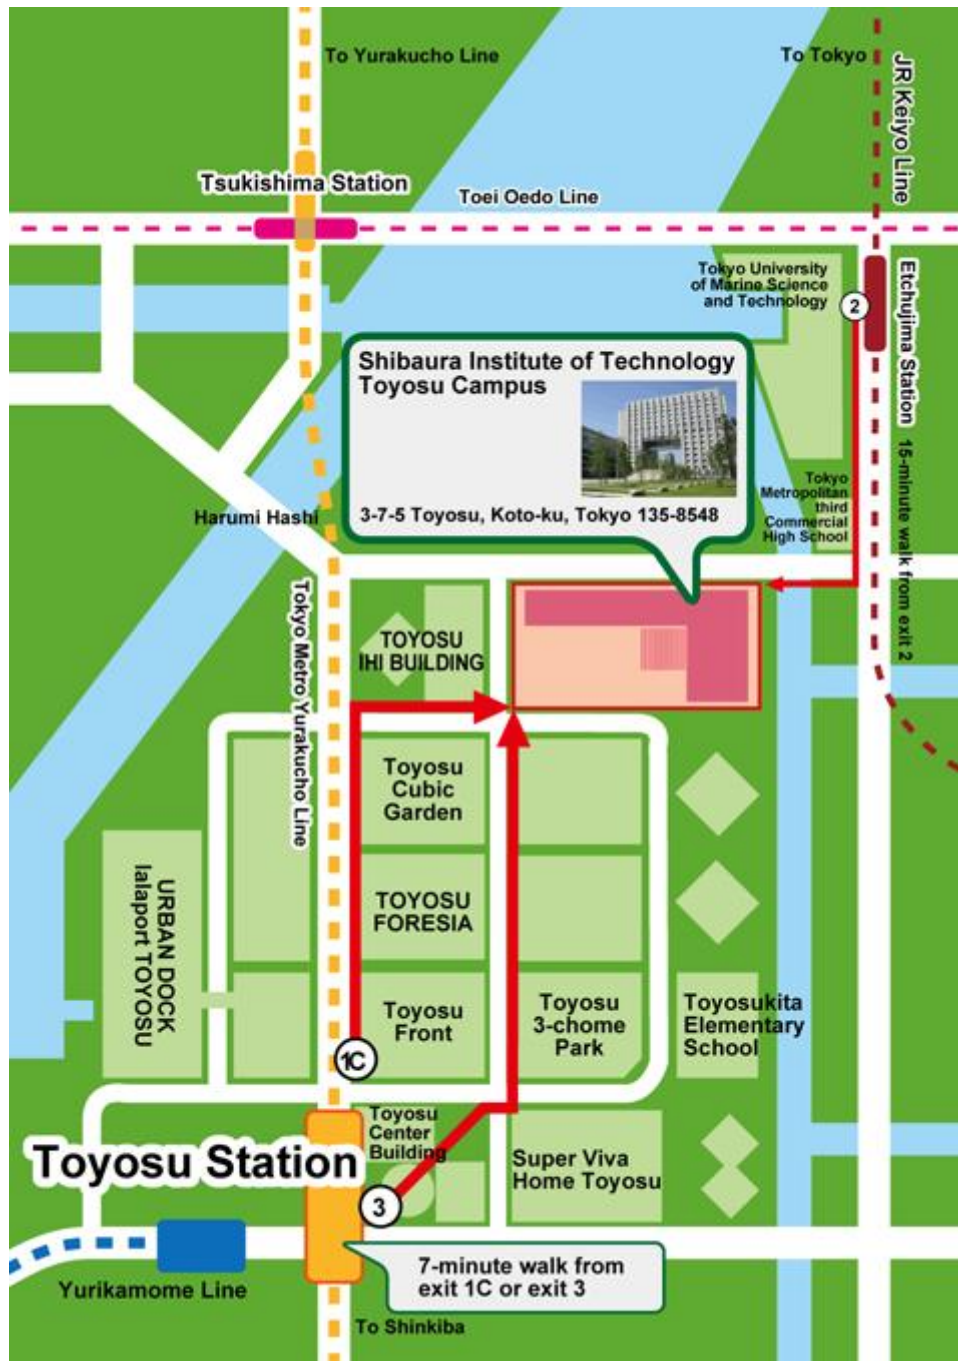 To Yurakucho Line
To Tokyo
JR Keiyo Line
Tsukishima Station
Toei Oedo Line
Tokyo University
of Marine Science
and Technology
2
Etchujima Station
15-minute walk from exit 2
Shibaura Institute of Technology
Toyosu Campus
3-7-5 Toyosu, Koto-ku, Tokyo 135-8548
Tokyo
Metropolitan
third
Commercial
High School
Harumi Hashi
Tokyo Metro Yurakucho Line
TOYOSU
IHI BUILDING
Toyosu
Cubic
Garden
TOYOSU
FORESIA
URBAN DOCK
lalaport TOYOSU
Toyosu
Front
Toyosu
3-chome
Park
Toyosukita
Elementary
School
1C
Toyosu
Center
Building
Toyosu Station
Super Viva
Home Toyosu
3
7-minute walk from
exit 1C or exit 3
Yurikamome Line
To Shinkiba